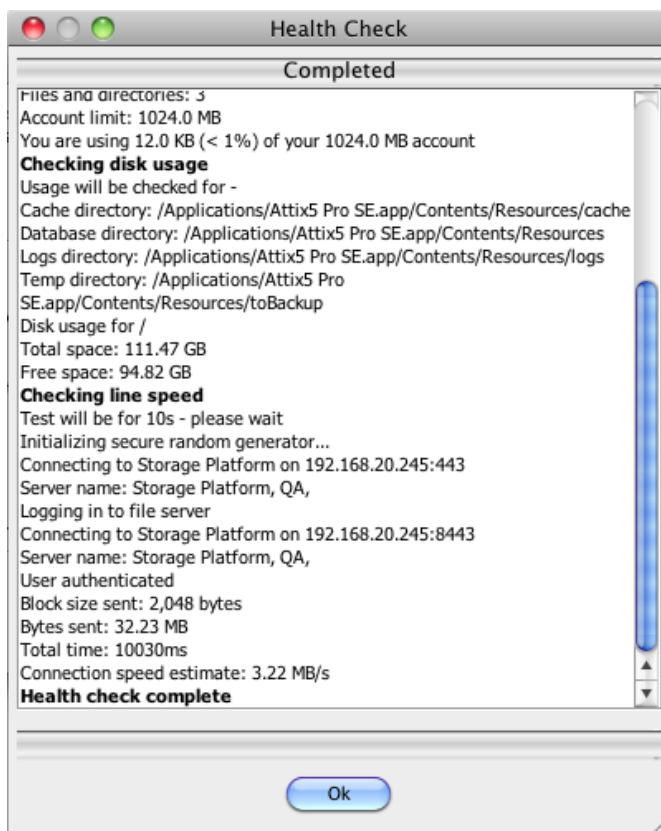 Health Check
Completed
Files and directories: 3
Account limit: 1024.0 MB
You are using 12.0 KB (< 1%) of your 1024.0 MB account
Checking disk usage
Usage will be checked for -
Cache directory: /Applications/Attix5 Pro SE.app/Contents/Resources/cache
Database directory: /Applications/Attix5 Pro SE.app/Contents/Resources
Logs directory: /Applications/Attix5 Pro SE.app/Contents/Resources/logs
Temp directory: /Applications/Attix5 Pro
SE.app/Contents/Resources/toBackup
Disk usage for /
Total space: 111.47 GB
Free space: 94.82 GB
Checking line speed
Test will be for 10s - please wait
Initializing secure random generator...
Connecting to Storage Platform on 192.168.20.245:443
Server name: Storage Platform, QA,
Logging in to file server
Connecting to Storage Platform on 192.168.20.245:8443
Server name: Storage Platform, QA,
User authenticated
Block size sent: 2,048 bytes
Bytes sent: 32.23 MB
Total time: 10030ms
Connection speed estimate: 3.22 MB/s
Health check complete
Ok